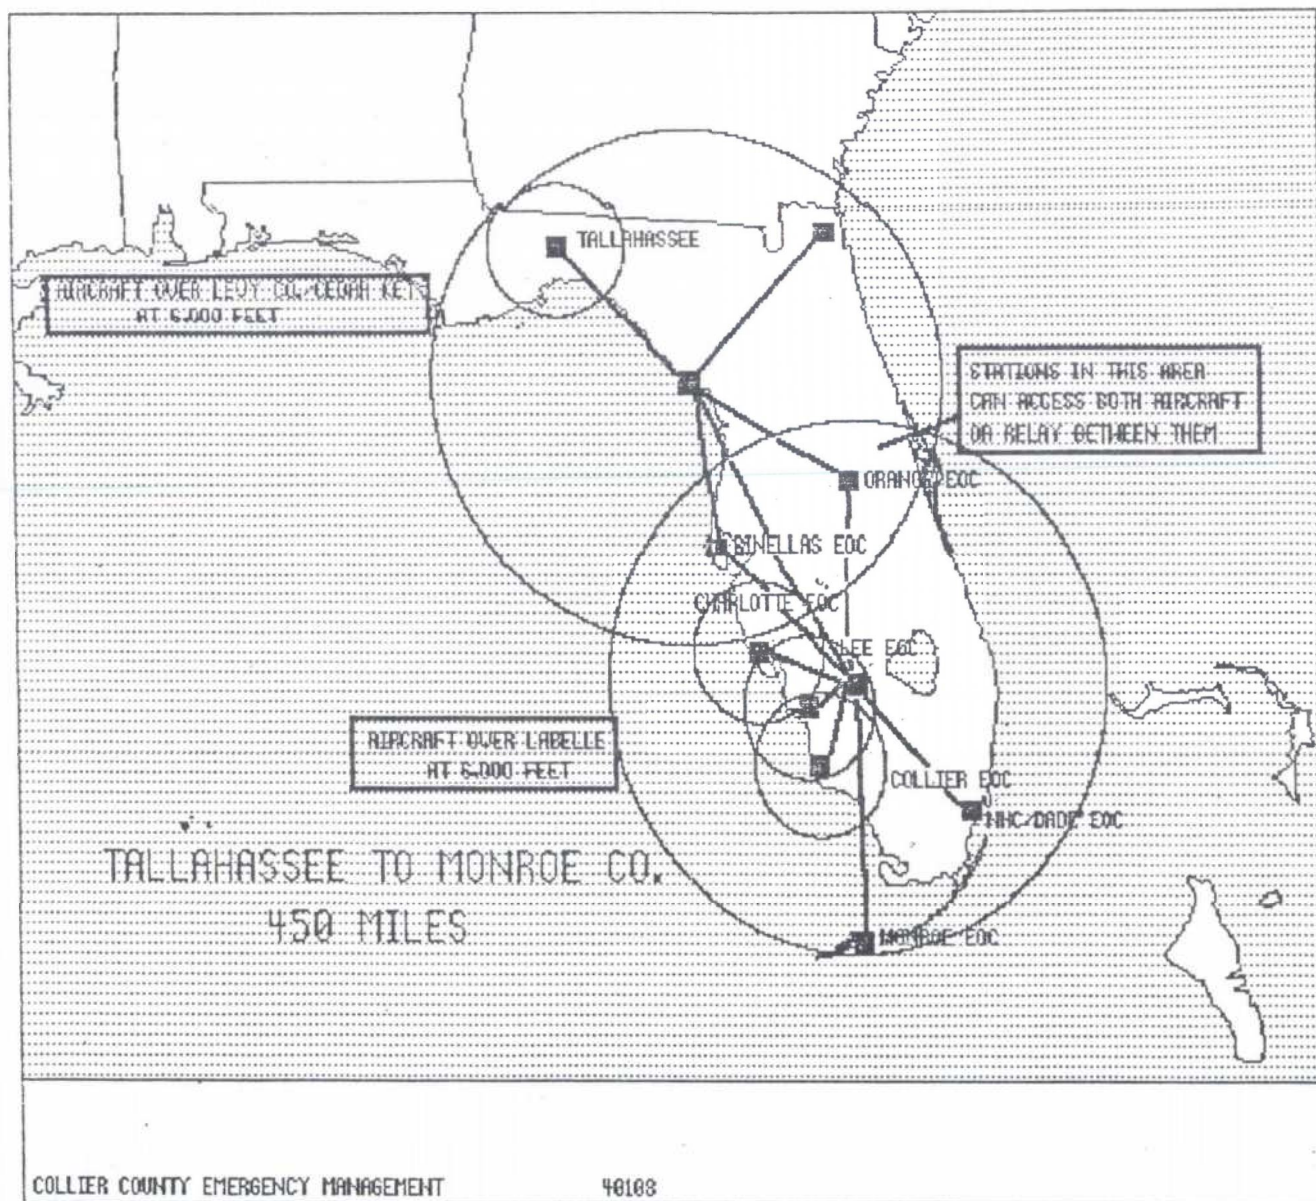 TALLAHASSEE
AIRCRAFT OVER LEVY CO./CEDAR KEY
AT 6,000 FEET
STATIONS IN THIS AREA
CAN ACCESS BOTH AIRCRAFT
OR RELAY BETWEEN THEM
ORANGE EOC
PINELLAS EOC
CHARLOTTE EOC
LEE EOC
AIRCRAFT OVER LABELLE
AT 6,000 FEET
COLLIER EOC
NHC/DADE EOC
TALLAHASSEE TO MONROE CO.
450 MILES
MONROE EOC
COLLIER COUNTY EMERGENCY MANAGEMENT 40108